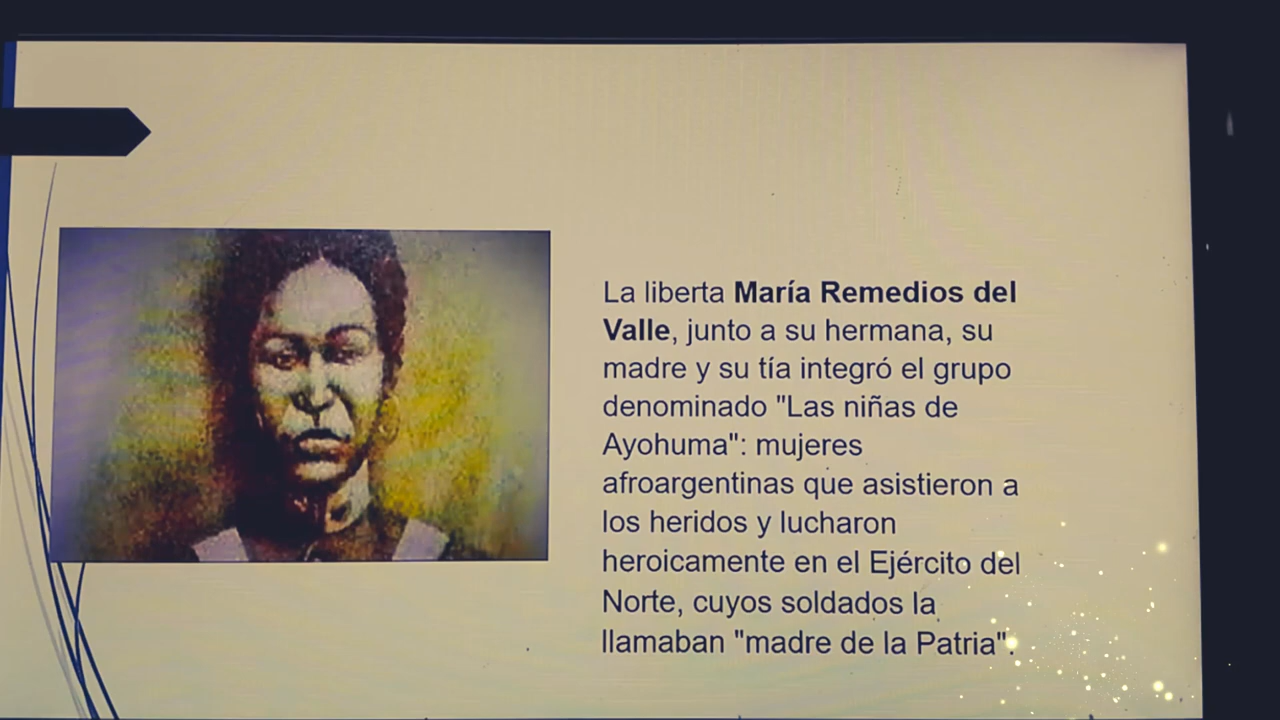 La liberta María Remedios del
Valle, junto a su hermana, su
madre y su tía integró el grupo
denominado "Las niñas de
Ayohuma": mujeres
afroargentinas que asistieron a
los heridos y lucharon
heroicamente en el Ejército del
Norte, cuyos soldados la
llamaban "madre de la Patria".